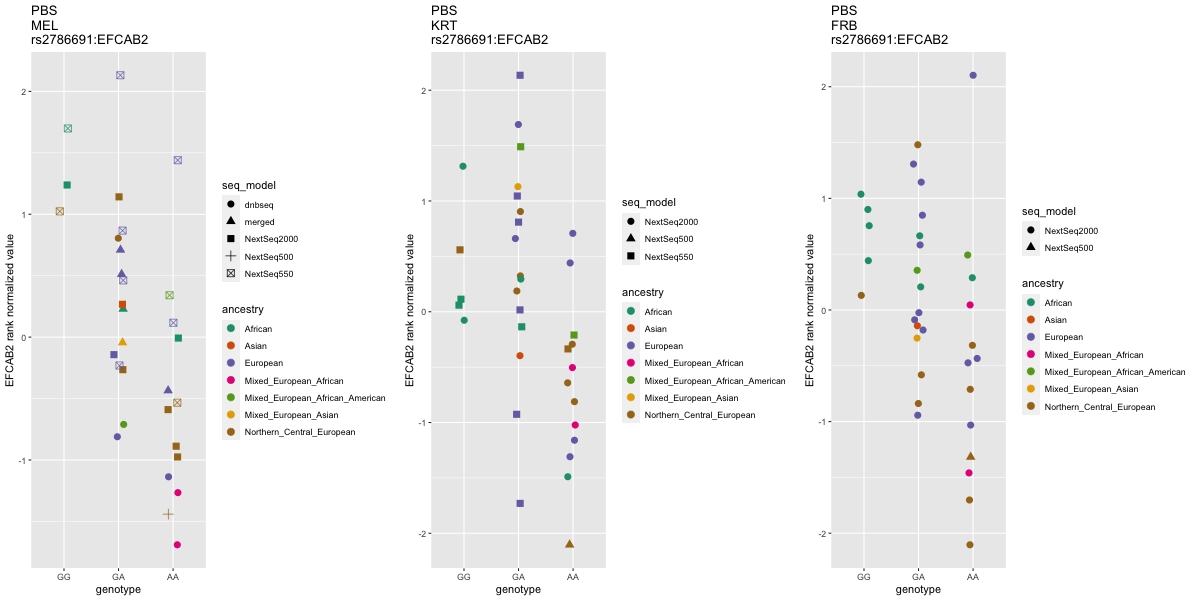 PBS
MEL
rs2786691:EFCAB2
EFCAB2 rank normalized value
2
1
0
-1
GG
GA
AA
genotype
seq_model
dnbseq
merged
NextSeq2000
NextSeq500
NextSeq550
ancestry
African
Asian
European
Mixed_European_African
Mixed_European_African_American
Mixed_European_Asian
Northern_Central_European
PBS
KRT
rs2786691:EFCAB2
EFCAB2 rank normalized value
2
1
0
-1
-2
GG
GA
AA
genotype
seq_model
NextSeq2000
NextSeq500
NextSeq550
ancestry
African
Asian
European
Mixed_European_African
Mixed_European_African_American
Mixed_European_Asian
Northern_Central_European
PBS
FRB
rs2786691:EFCAB2
EFCAB2 rank normalized value
2
1
0
-1
-2
GG
GA
AA
genotype
seq_model
NextSeq2000
NextSeq500
ancestry
African
Asian
European
Mixed_European_African
Mixed_European_African_American
Mixed_European_Asian
Northern_Central_European